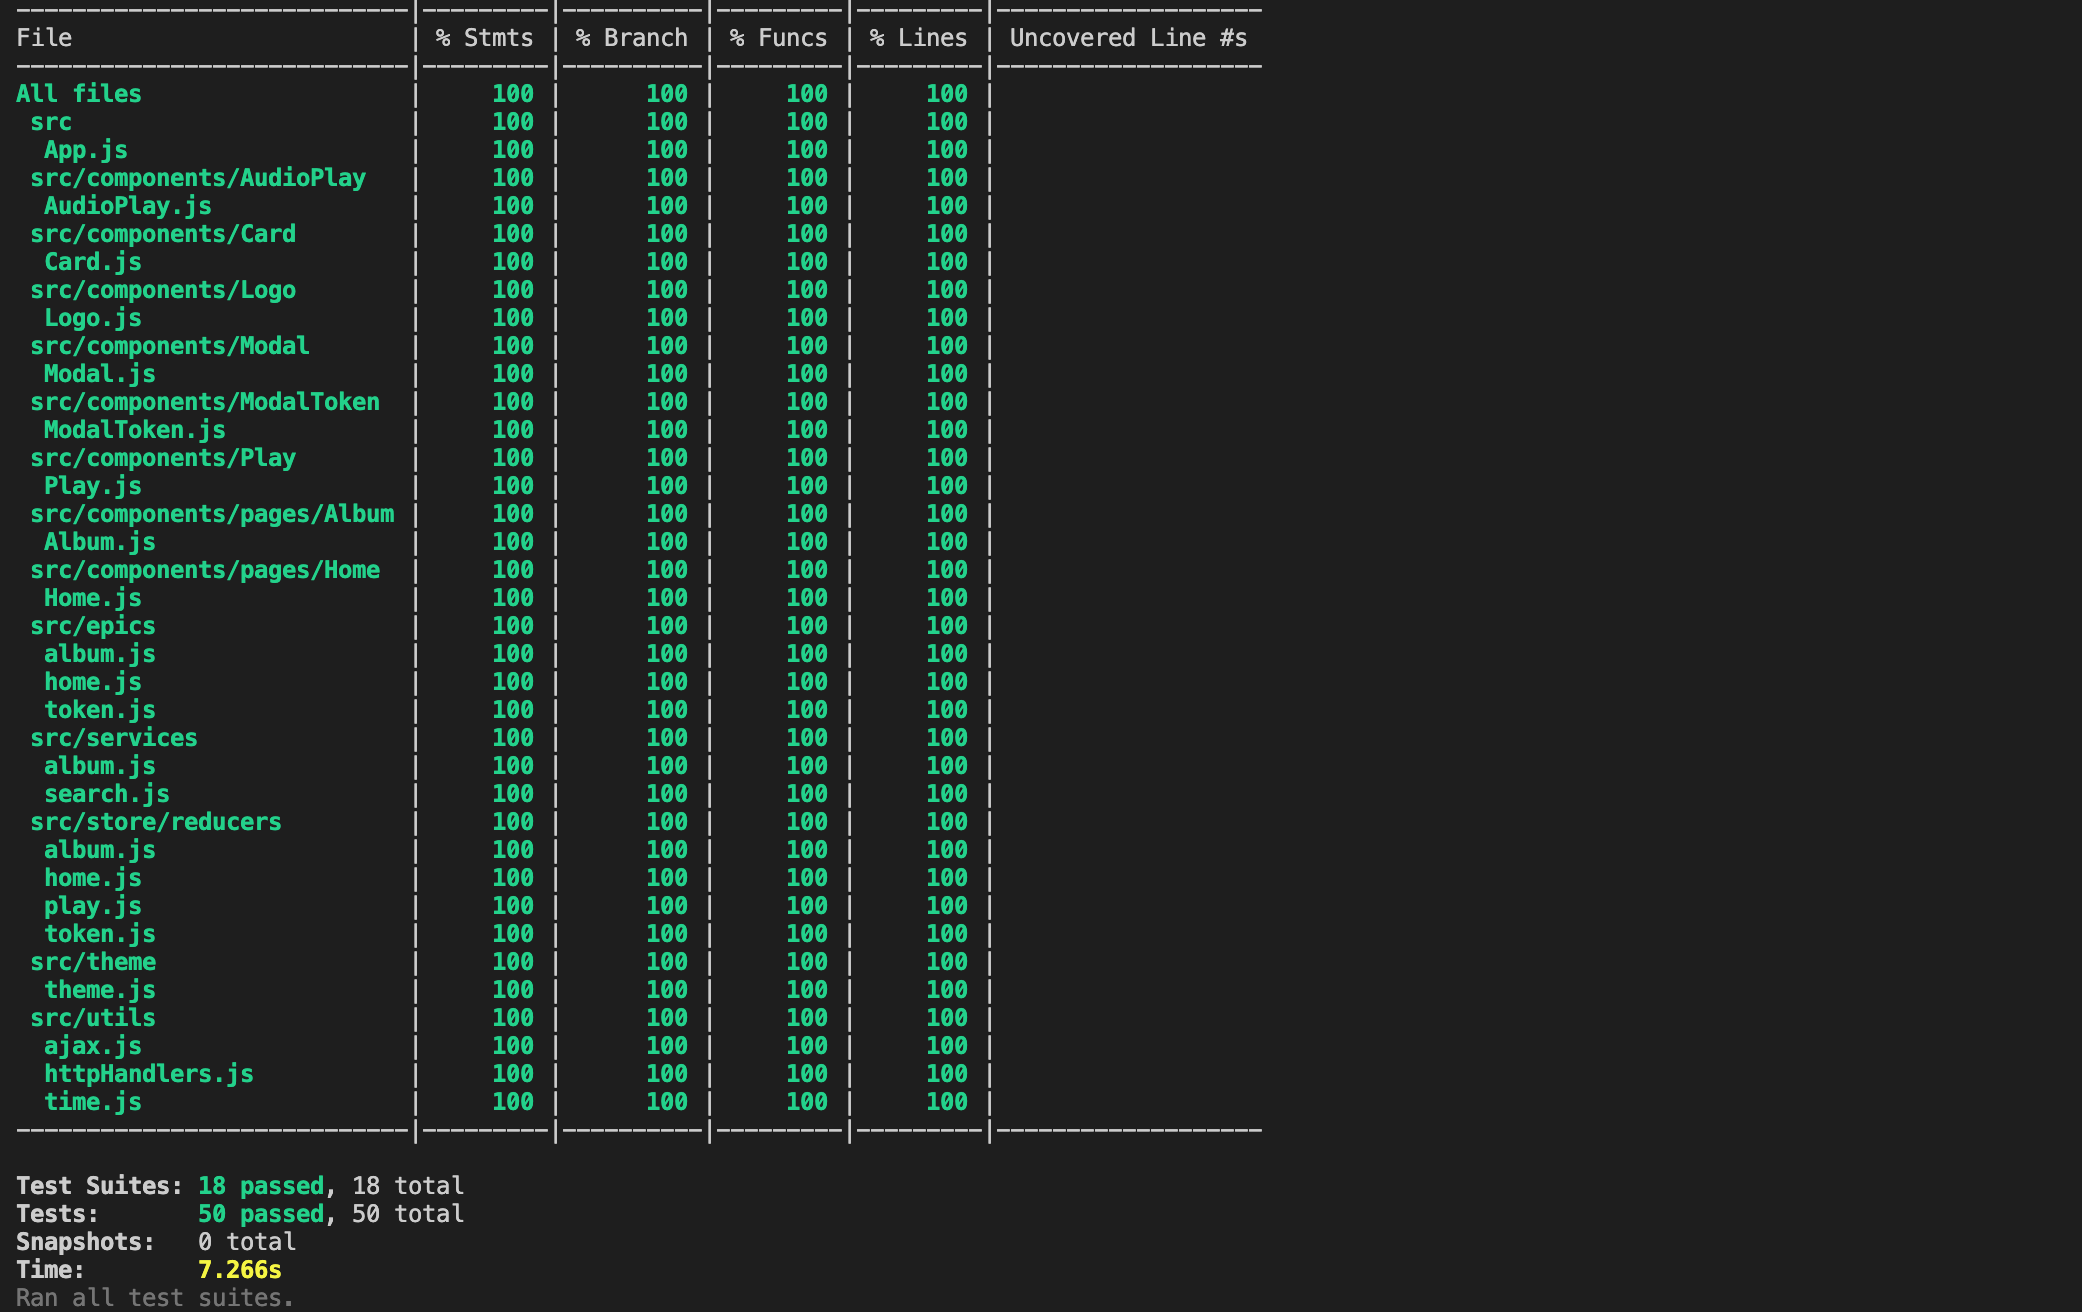 File | % Stmts | % Branch | % Funcs | % Lines | Uncovered Line #s
All files | 100 | 100 | 100 | 100 |
src | 100 | 100 | 100 | 100 |
App.js | 100 | 100 | 100 | 100 |
src/components/AudioPlay | 100 | 100 | 100 | 100 |
AudioPlay.js | 100 | 100 | 100 | 100 |
src/components/Card | 100 | 100 | 100 | 100 |
Card.js | 100 | 100 | 100 | 100 |
src/components/Logo | 100 | 100 | 100 | 100 |
Logo.js | 100 | 100 | 100 | 100 |
src/components/Modal | 100 | 100 | 100 | 100 |
Modal.js | 100 | 100 | 100 | 100 |
src/components/ModalToken | 100 | 100 | 100 | 100 |
ModalToken.js | 100 | 100 | 100 | 100 |
src/components/Play | 100 | 100 | 100 | 100 |
Play.js | 100 | 100 | 100 | 100 |
src/components/pages/Album | 100 | 100 | 100 | 100 |
Album.js | 100 | 100 | 100 | 100 |
src/components/pages/Home | 100 | 100 | 100 | 100 |
Home.js | 100 | 100 | 100 | 100 |
src/epics | 100 | 100 | 100 | 100 |
album.js | 100 | 100 | 100 | 100 |
home.js | 100 | 100 | 100 | 100 |
token.js | 100 | 100 | 100 | 100 |
src/services | 100 | 100 | 100 | 100 |
album.js | 100 | 100 | 100 | 100 |
search.js | 100 | 100 | 100 | 100 |
src/store/reducers | 100 | 100 | 100 | 100 |
album.js | 100 | 100 | 100 | 100 |
home.js | 100 | 100 | 100 | 100 |
play.js | 100 | 100 | 100 | 100 |
token.js | 100 | 100 | 100 | 100 |
src/theme | 100 | 100 | 100 | 100 |
theme.js | 100 | 100 | 100 | 100 |
src/utils | 100 | 100 | 100 | 100 |
ajax.js | 100 | 100 | 100 | 100 |
httpHandlers.js | 100 | 100 | 100 | 100 |
time.js | 100 | 100 | 100 | 100 |
Test Suites: 18 passed, 18 total
Tests: 50 passed, 50 total
Snapshots: 0 total
Time: 7.266s
Ran all test suites.